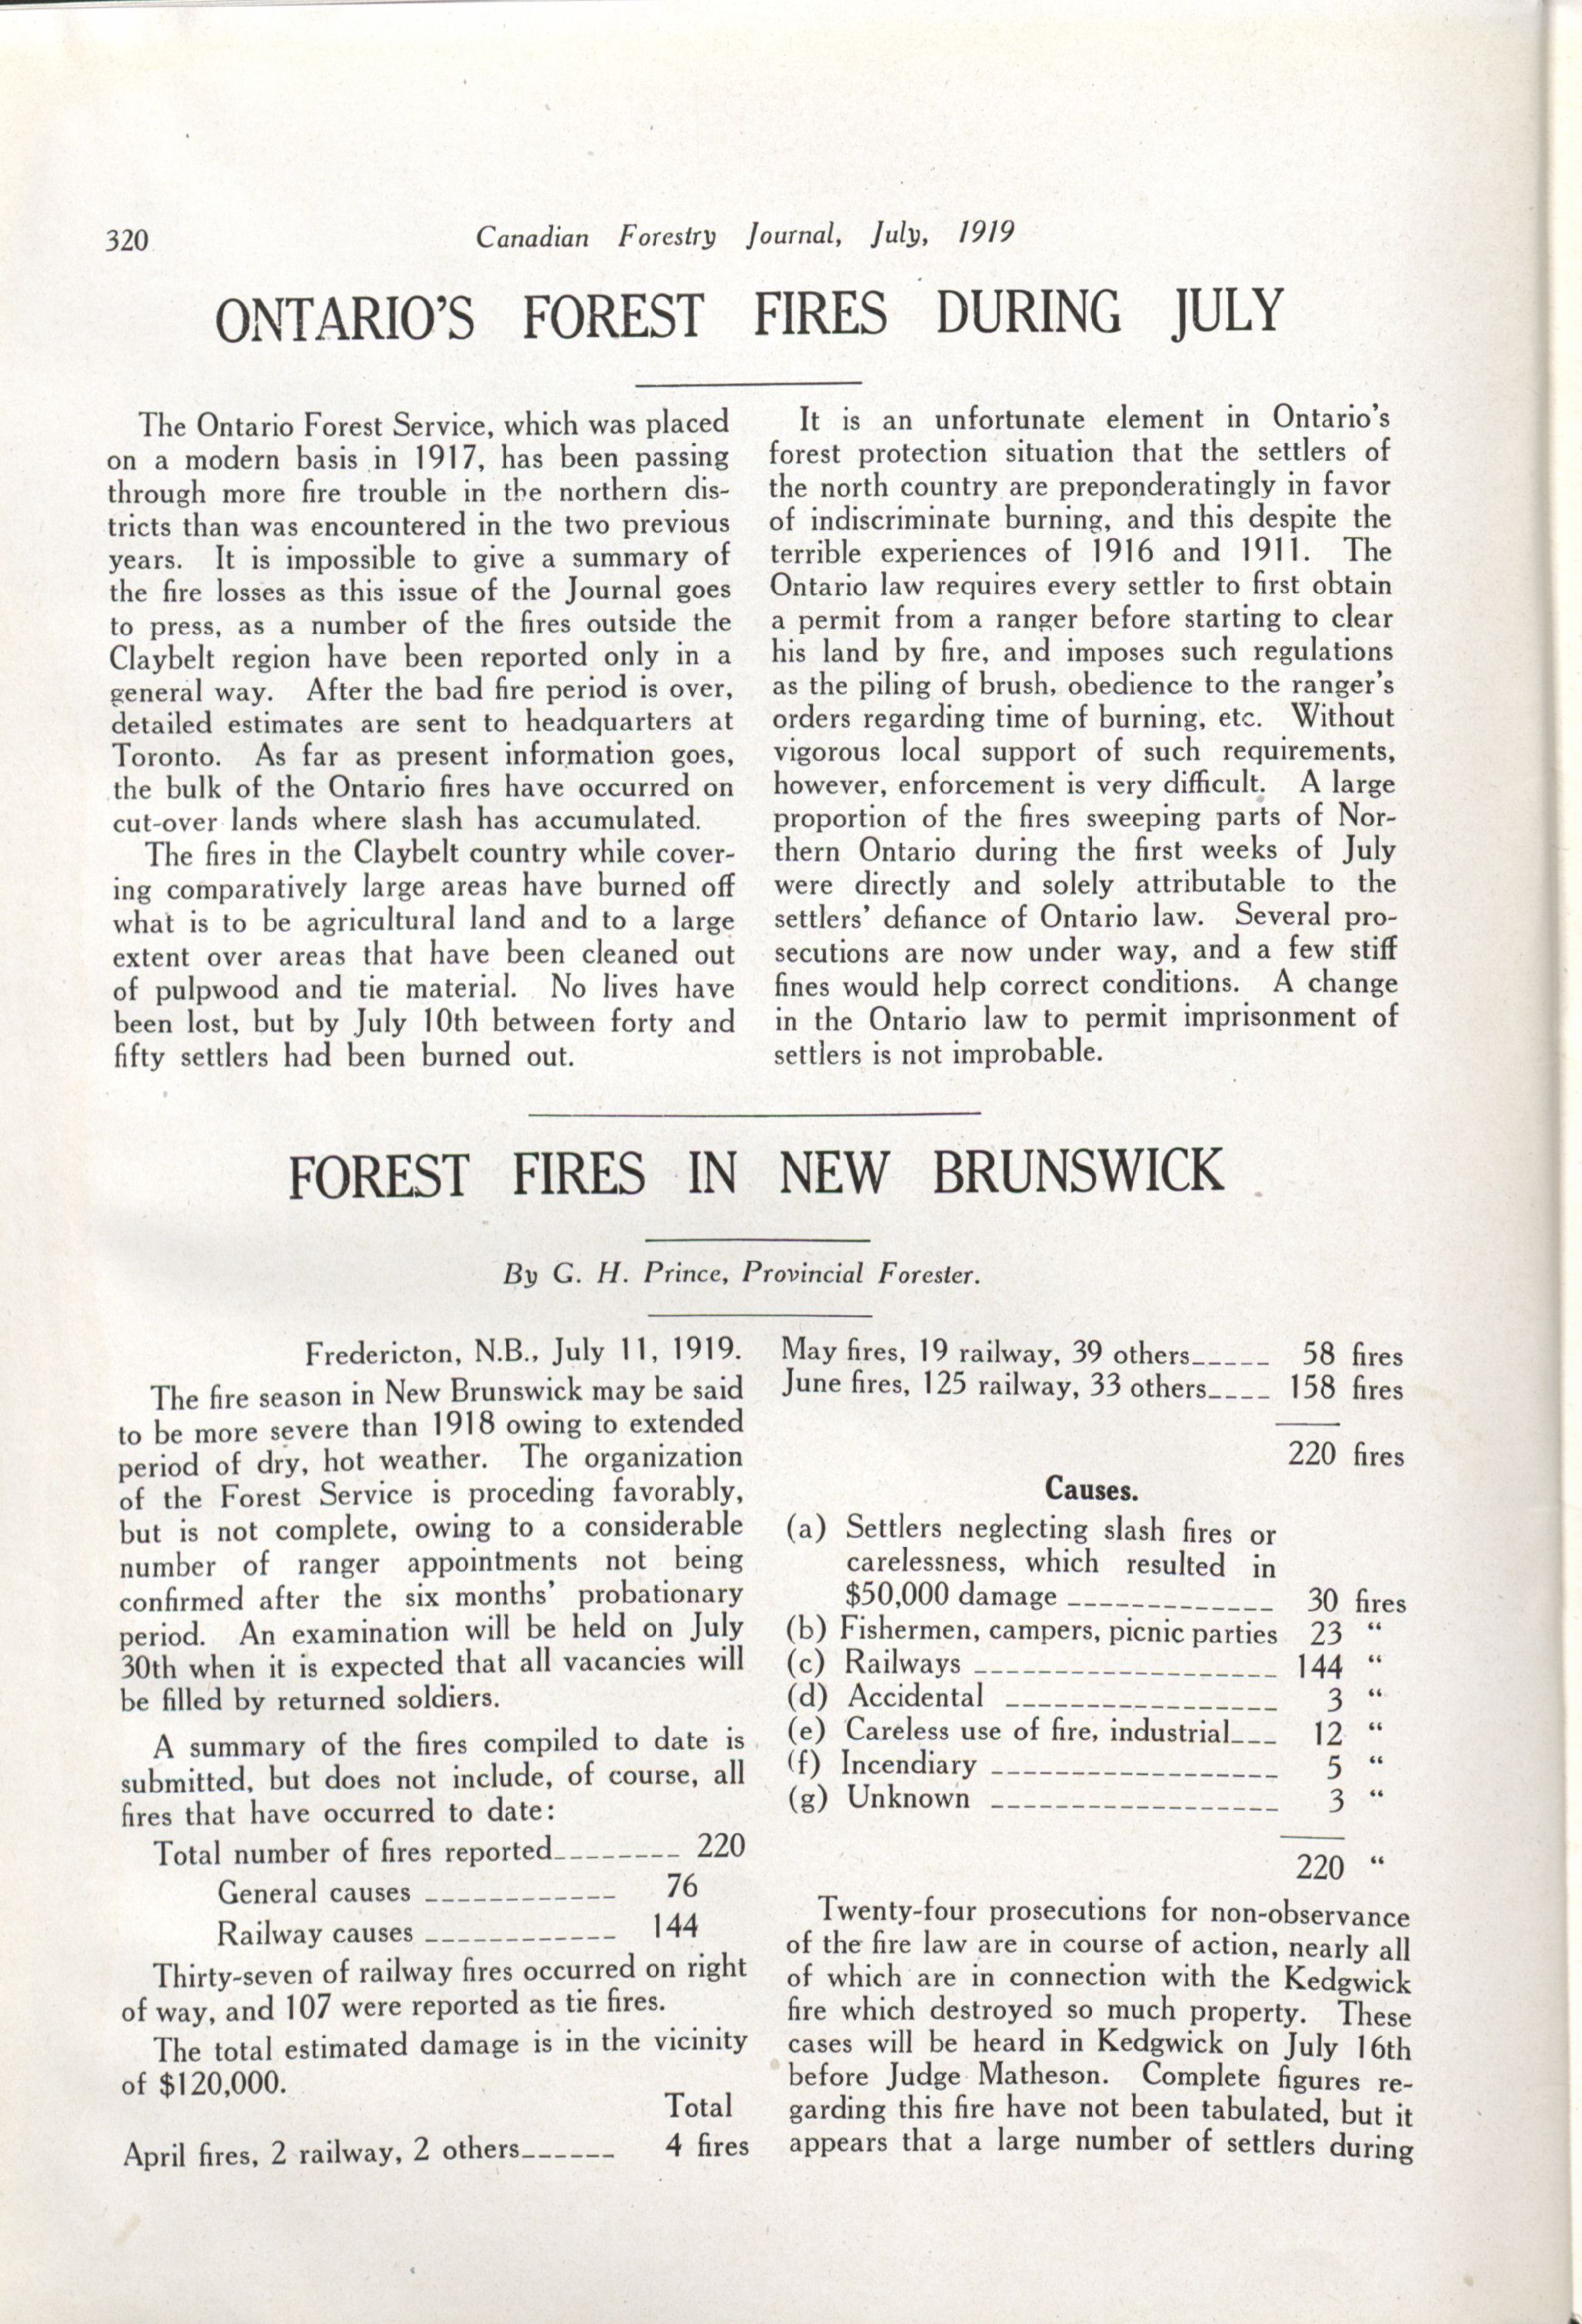 320
Canadian Forestry Journal, July, 1919
ONTARIO'S FOREST FIRES DURING JULY
The Ontario Forest Service, which was placed
on a modern basis in 1917, has been passing
through more fire trouble in the northern dis-
tricts than was encountered in the two previous
years. It is impossible to give a summary of
the fire losses as this issue of the Journal goes
to press, as a number of the fires outside the
Claybelt region have been reported only in a
general way. After the bad fire period is over,
detailed estimates are sent to headquarters at
Toronto. As far as present information goes,
the bulk of the Ontario fires have occurred on
cut-over lands where slash has accumulated.
The fires in the Claybelt country while cover-
ing comparatively large areas have burned off
what is to be agricultural land and to a large
extent over areas that have been cleaned out
of pulpwood and tie material. No lives have
been lost, but by July 10th between forty and
fifty settlers had been burned out.
It is an unfortunate element in Ontario's
forest protection situation that the settlers of
the north country are preponderatingly in favor
of indiscriminate burning, and this despite the
terrible experiences of 1916 and 1911. The
Ontario law requires every settler to first obtain
a permit from a ranger before starting to clear
his land by fire, and imposes such regulations
as the piling of brush, obedience to the ranger's
orders regarding time of burning, etc. Without
vigorous local support of such requirements,
however, enforcement is very difficult. A large
proportion of the fires sweeping parts of Nor-
thern Ontario during the first weeks of July
were directly and solely attributable to the
settlers' defiance of Ontario law. Several pro-
secutions are now under way, and a few stiff
fines would help correct conditions. A change
in the Ontario law to permit imprisonment of
settlers is not improbable.
FOREST FIRES IN NEW BRUNSWICK
By G. H. Prince, Provincial Forester.
Fredericton, N.B., July 11, 1919.
The fire season in New Brunswick may be said
to be more severe than 1918 owing to extended
period of dry, hot weather. The organization
of the Forest Service is proceding favorably,
but is not complete, owing to a considerable
number of ranger appointments not being
confirmed after the six months' probationary
period. An examination will be held on July
30th when it is expected that all vacancies will
be filled by returned soldiers.
A summary of the fires compiled to date is
submitted, but does not include, of course, all
fires that have occurred to date:
Total number of fires reported________ 220
General causes ____________ 76
Railway causes ____________ 144
Thirty-seven of railway fires occurred on right
of way, and 107 were reported as tie fires.
The total estimated damage is in the vicinity
of $120,000.
Total
April fires, 2 railway, 2 others______ 4 fires
May fires, 19 railway, 39 others_____ 58 fires
June fires, 125 railway, 33 others____ 158 fires
220 fires
Causes.
(a) Settlers neglecting slash fires or
carelessness, which resulted in
$50,000 damage _____________ 30 fires
(b) Fishermen, campers, picnic parties 23 "
(c) Railways ___________________ 144 "
(d) Accidental _________________ 3 "
(e) Careless use of fire, industrial___ 12 "
(f) Incendiary __________________ 5 "
(g) Unknown __________________ 3 "
220 "
Twenty-four prosecutions for non-observance
of the fire law are in course of action, nearly all
of which are in connection with the Kedgwick
fire which destroyed so much property. These
cases will be heard in Kedgwick on July 16th
before Judge Matheson. Complete figures re-
garding this fire have not been tabulated, but it
appears that a large number of settlers during